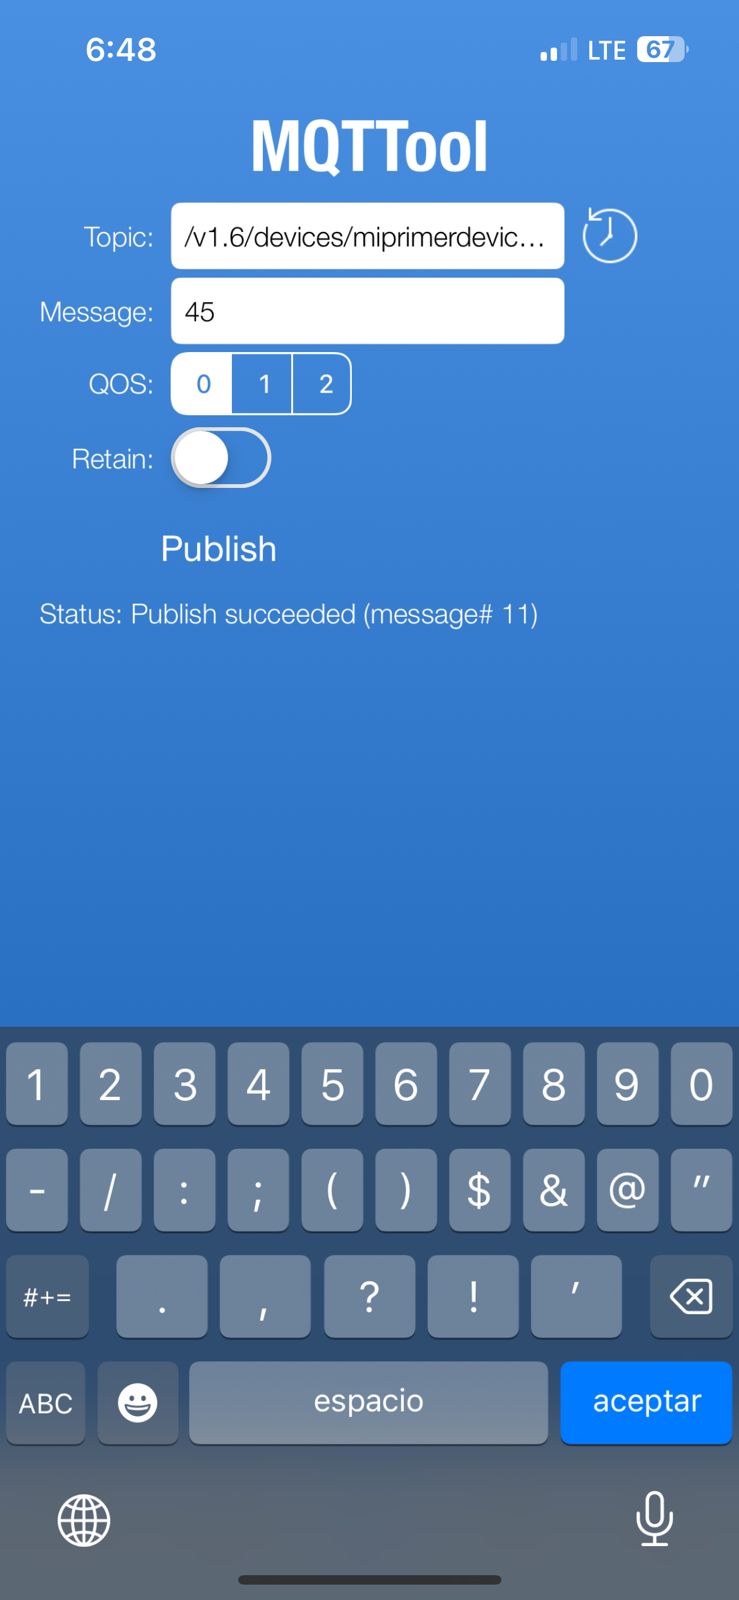 6:48 LTE 67
MQTTool
Topic: /v1.6/devices/miprimerdevic...
Message: 45
QOS: 0 1 2
Retain:
Publish
Status: Publish succeeded (message# 11)
1 2 3 4 5 6 7 8 9 0
- / : ; ( ) $ & @ "
#+= . , ? ! '
ABC espacio aceptar